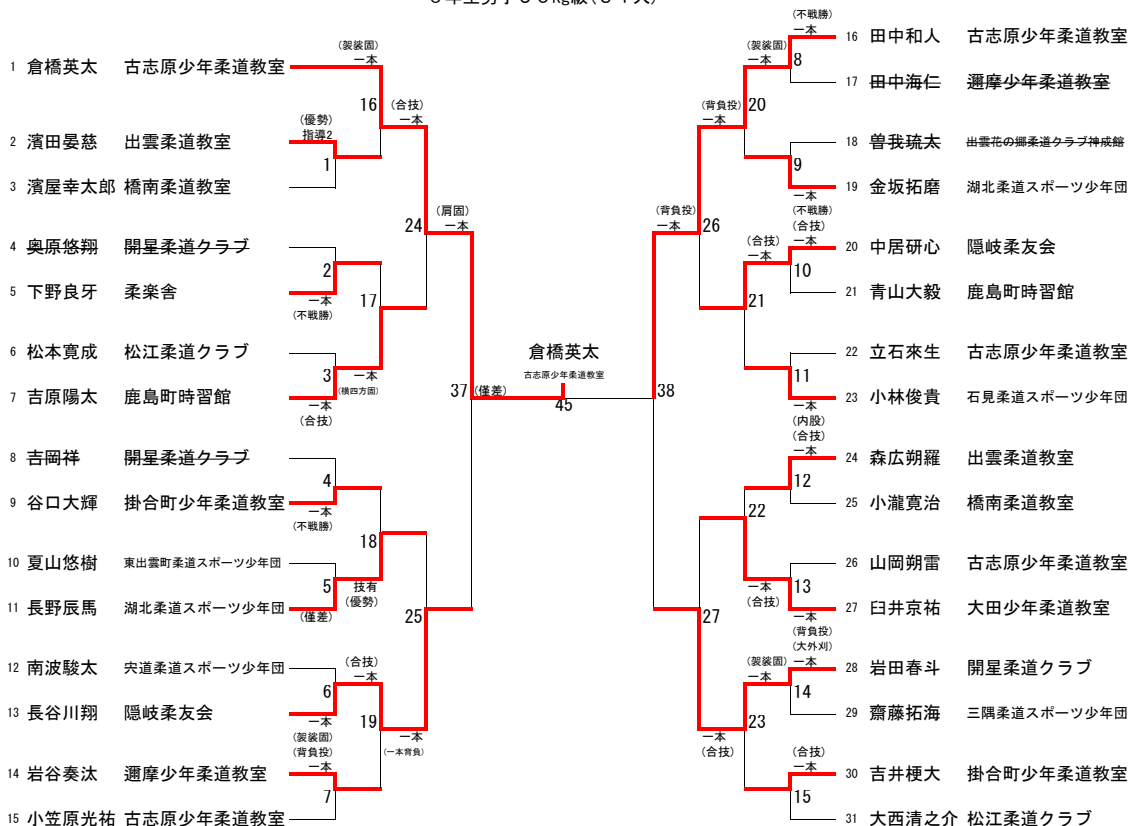 1 倉橋英太 古志原少年柔道教室
2 濱田晏慈 出雲柔道教室
3 濱屋幸太郎 橋南柔道教室
4 奥原悠翔 開星柔道クラブ
5 下野良牙 柔楽舎
6 松本寛成 松江柔道クラブ
7 吉原陽太 鹿島町時習館
8 吉岡祥 開星柔道クラブ
9 谷口大輝 掛合町少年柔道教室
10 夏山悠樹 東出雲町柔道スポーツ少年団
11 長野辰馬 湖北柔道スポーツ少年団
12 南波駿太 宍道柔道スポーツ少年団
13 長谷川翔 隠岐柔友会
14 岩谷奏汰 邇摩少年柔道教室
15 小笠原光祐 古志原少年柔道教室
(優勢)
指導2
1
2
一本
(不戦勝)
3
一本
(合技)
4
一本
(不戦勝)
5
(僅差)
6
一本
(袈裟固)
(背負投)
一本
7
(袈裟固)
一本
16
17
一本
(横四方固)
18
技有
(優勢)
(合技)
一本
19
(合技)
一本
24
25
一本
(一本背負)
(肩固)
一本
37
(僅差)
倉橋英太
古志原少年柔道教室
45
38
(背負投)
一本
26
27
(背負投)
一本
20
(合技)
一本
21
22
一本
(合技)
(袈裟固)
一本
23
一本
(合技)
(袈裟固)
一本
(不戦勝)
一本
8
9
一本
(不戦勝)
(合技)
一本
10
11
一本
(内股)
(合技)
一本
12
13
一本
(背負投)
(大外刈)
一本
14
(合技)
一本
15
16 田中和人 古志原少年柔道教室
17 田中海仁 邇摩少年柔道教室
18 曽我琉太 出雲花の郷柔道クラブ神成館
19 金坂拓磨 湖北柔道スポーツ少年団
20 中居研心 隠岐柔友会
21 青山大毅 鹿島町時習館
22 立石來生 古志原少年柔道教室
23 小林俊貴 石見柔道スポーツ少年団
24 森広朔羅 出雲柔道教室
25 小瀧寛治 橋南柔道教室
26 山岡朔雷 古志原少年柔道教室
27 臼井京祐 大田少年柔道教室
28 岩田春斗 開星柔道クラブ
29 齋藤拓海 三隅柔道スポーツ少年団
30 吉井梗大 掛合町少年柔道教室
31 大西清之介 松江柔道クラブ